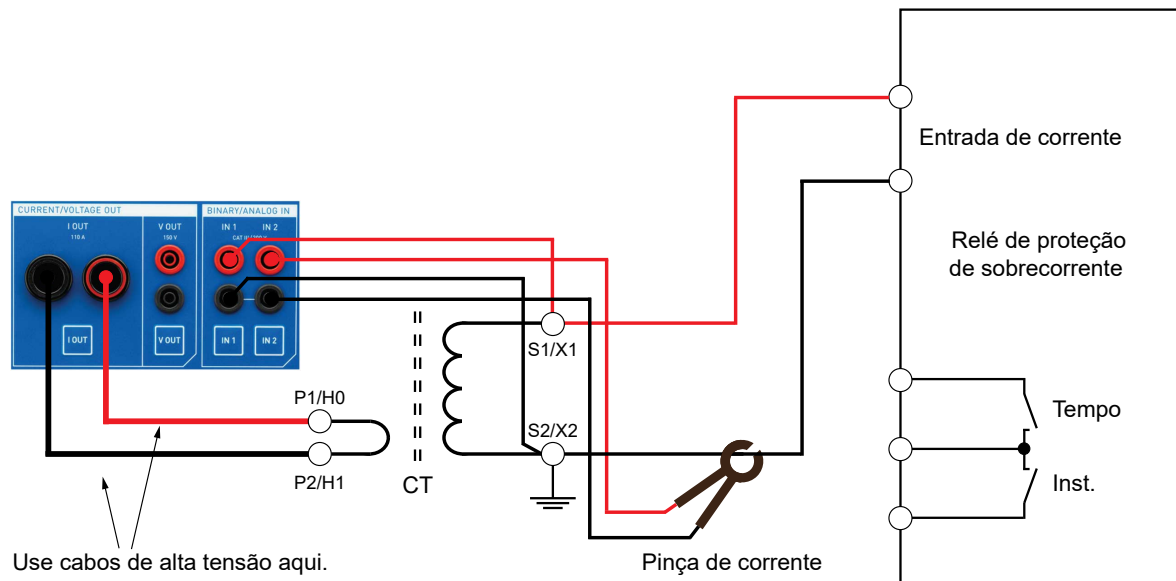 Entrada de corrente
Relé de proteção
de sobrecorrente
CURRENT/VOLTAGE OUT
BINARY/ANALOG IN
I OUT
110 A
V OUT
150 V
IN 1
IN 2
I OUT
V OUT
IN 1
IN 2
S1/X1
P1/H0
S2/X2
P2/H1
CT
Tempo
Inst.
Use cabos de alta tensão aqui.
Pinça de corrente